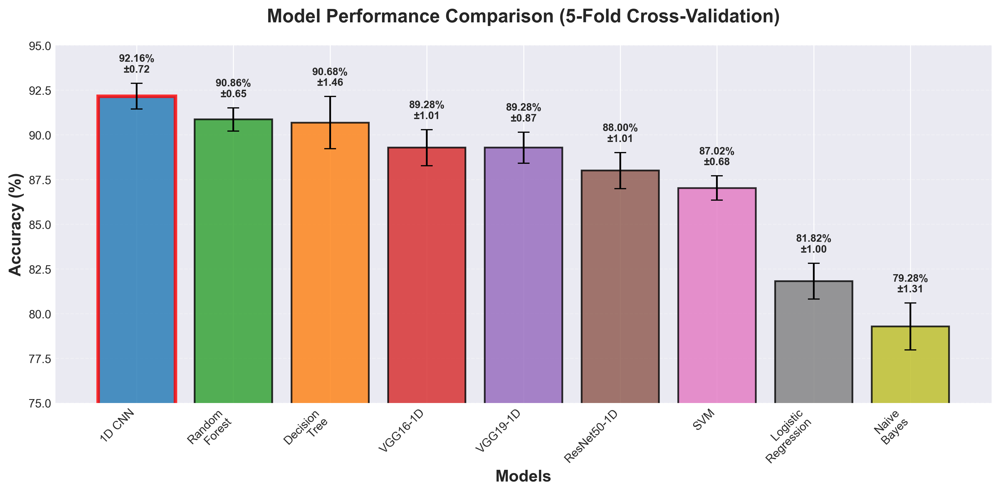 Model Performance Comparison (5-Fold Cross-Validation)
Accuracy (%)
95.0
92.5
90.0
87.5
85.0
82.5
80.0
77.5
75.0
92.16%
±0.72
90.86%
±0.65
90.68%
±1.46
89.28%
±1.01
89.28%
±0.87
88.00%
±1.01
87.02%
±0.68
81.82%
±1.00
79.28%
±1.31
1D CNN
Random
Forest
Decision
Tree
VGG16-1D
VGG19-1D
ResNet50-1D
SVM
Logistic
Regression
Naive
Bayes
Models